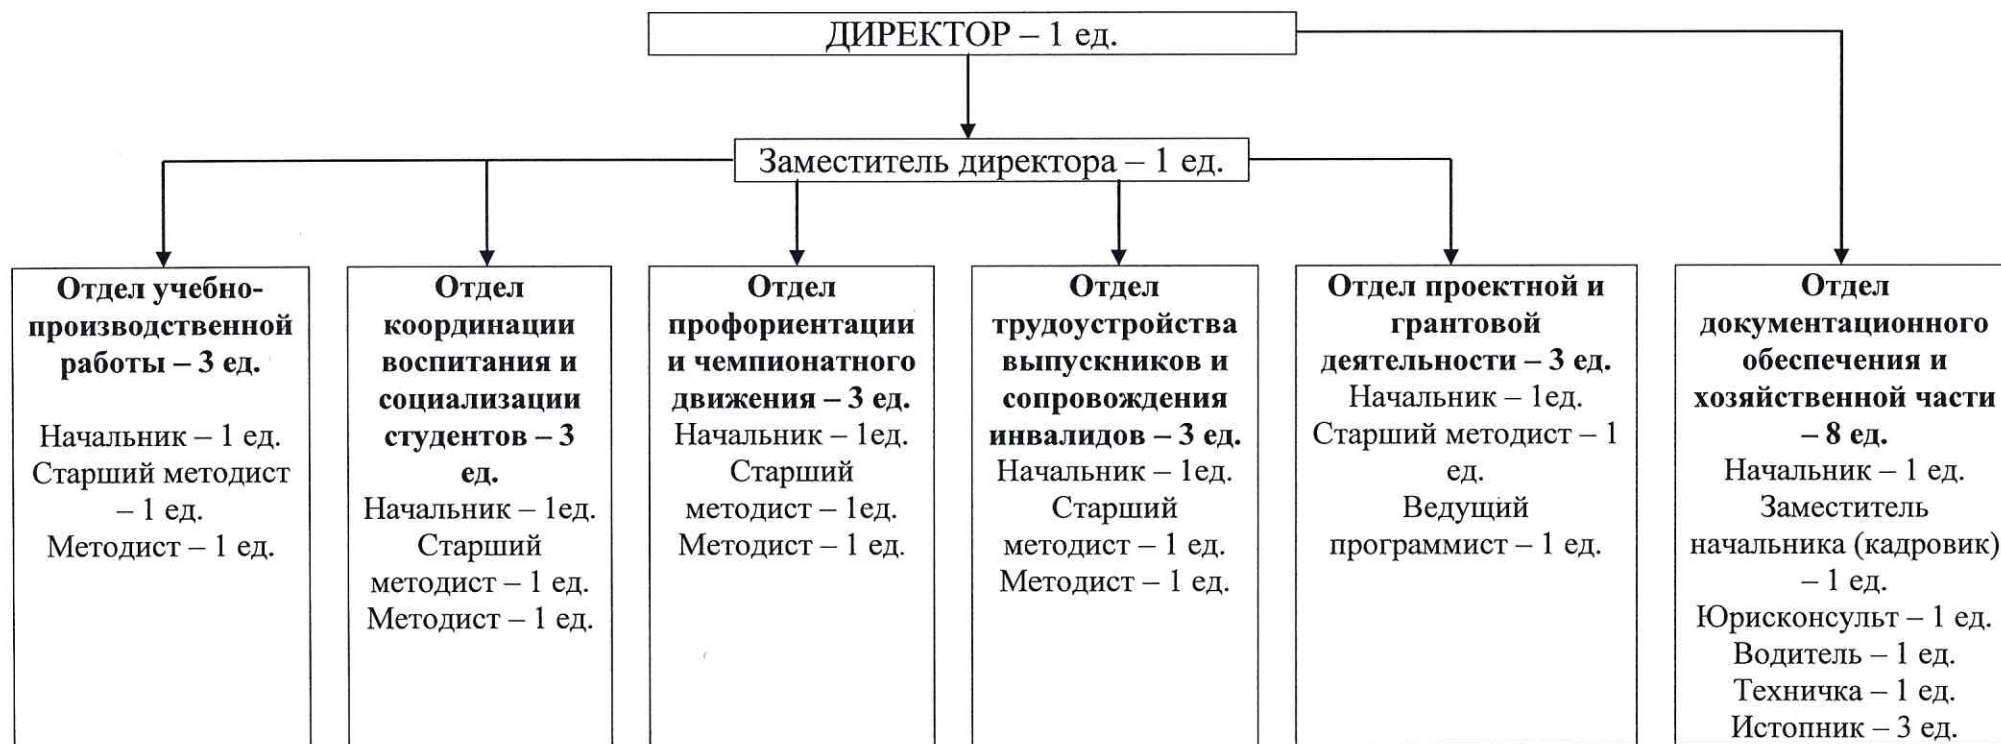 ДИРЕКТОР – 1 ед.
Заместитель директора – 1 ед.
Отдел учебно-
производственной
работы – 3 ед.
Начальник – 1 ед.
Старший методист
– 1 ед.
Методист – 1 ед.
Отдел
координации
воспитания и
социализации
студентов – 3
ед.
Начальник – 1ед.
Старший
методист – 1 ед.
Методист – 1 ед.
Отдел
профориентации
и чемпионатного
движения – 3 ед.
Начальник – 1ед.
Старший
методист – 1ед.
Методист – 1 ед.
Отдел
трудоустройства
выпускников и
сопровождения
инвалидов – 3 ед.
Начальник – 1ед.
Старший
методист – 1 ед.
Методист – 1 ед.
Отдел проектной и
грантовой
деятельности – 3 ед.
Начальник – 1ед.
Старший методист – 1
ед.
Ведущий
программист – 1 ед.
Отдел
документационного
обеспечения и
хозяйственной части
– 8 ед.
Начальник – 1 ед.
Заместитель
начальника (кадровик)
– 1 ед.
Юрисконсульт – 1 ед.
Водитель – 1 ед.
Техничка – 1 ед.
Истопник – 3 ед.